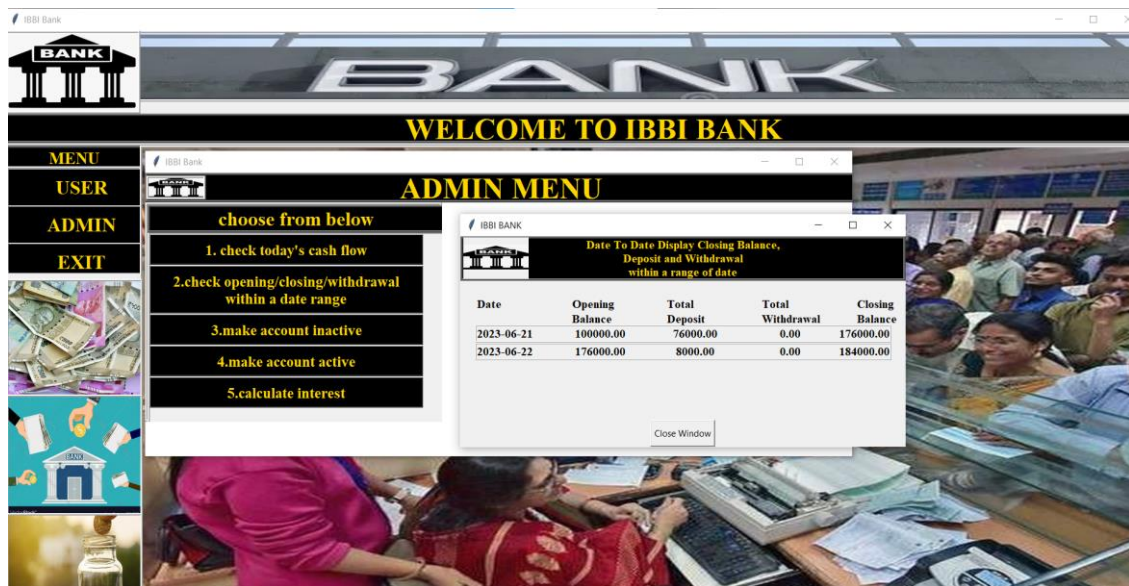 IBBI Bank
BANK
BANK
WELCOME TO IBBI BANK
MENU
USER
ADMIN
EXIT
BANK
IBBI Bank
BANK
ADMIN MENU
choose from below
1. check today's cash flow
2.check opening/closing/withdrawal
within a date range
3.make account inactive
4.make account active
5.calculate interest
IBBI BANK
BANK
Date To Date Display Closing Balance,
Deposit and Withdrawal
within a range of date
Date Opening Total Total Closing
Balance Deposit Withdrawal Balance
2023-06-21 100000.00 76000.00 0.00 176000.00
2023-06-22 176000.00 8000.00 0.00 184000.00
Close Window